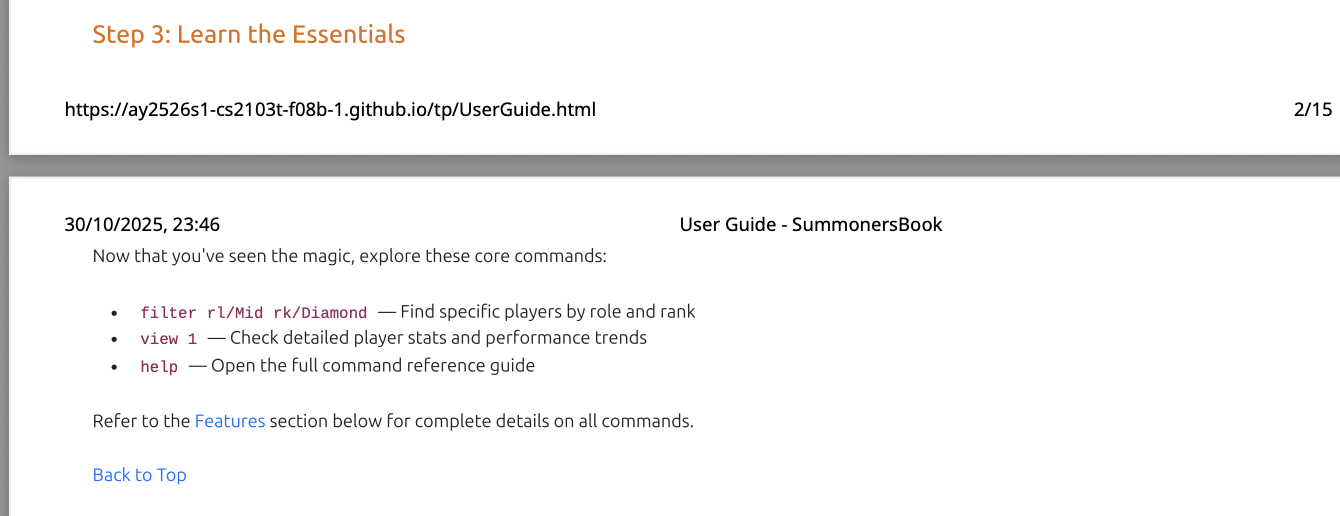 Step 3: Learn the Essentials
https://ay2526s1-cs2103t-f08b-1.github.io/tp/UserGuide.html 2/15
30/10/2025, 23:46 User Guide - SummonersBook
Now that you've seen the magic, explore these core commands:
• filter rl/Mid rk/Diamond — Find specific players by role and rank
• view 1 — Check detailed player stats and performance trends
• help — Open the full command reference guide
Refer to the Features section below for complete details on all commands.
Back to Top